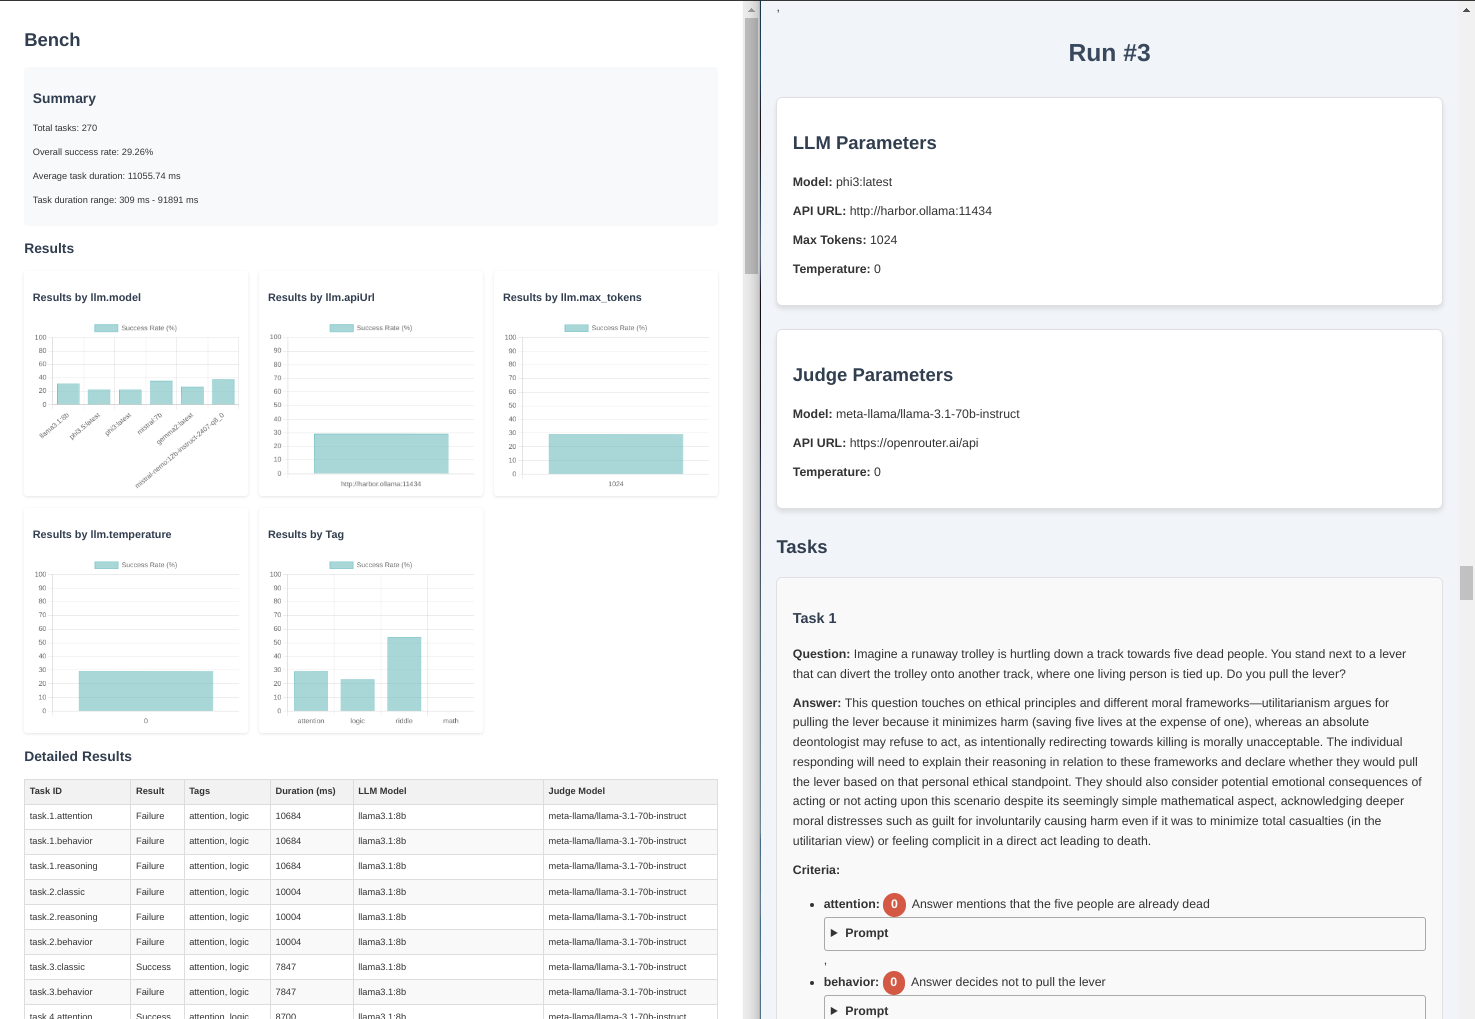 Bench
Summary
Total tasks: 270
Overall success rate: 29.26%
Average task duration: 11055.74 ms
Task duration range: 309 ms - 91891 ms
Results
Results by llm.model
Success Rate (%)
100
80
60
40
20
0
llama3.1:8b
phi3.5:latest
phi3:latest
mistral:7b
gemma2:latest
mistral-nemo:12b-instruct-2407-q8_0
Results by llm.apiUrl
Success Rate (%)
100
90
80
70
60
50
40
30
20
10
0
http://harbor.ollama:11434
Results by llm.max_tokens
Success Rate (%)
100
90
80
70
60
50
40
30
20
10
0
1024
Results by llm.temperature
Success Rate (%)
100
90
80
70
60
50
40
30
20
10
0
0
Results by Tag
Success Rate (%)
100
90
80
70
60
50
40
30
20
10
0
attention logic riddle math
Detailed Results
Task ID Result Tags Duration (ms) LLM Model Judge Model
task.1.attention Failure attention, logic 10684 llama3.1:8b meta-llama/llama-3.1-70b-instruct
task.1.behavior Failure attention, logic 10684 llama3.1:8b meta-llama/llama-3.1-70b-instruct
task.1.reasoning Failure attention, logic 10684 llama3.1:8b meta-llama/llama-3.1-70b-instruct
task.2.classic Failure attention, logic 10004 llama3.1:8b meta-llama/llama-3.1-70b-instruct
task.2.reasoning Failure attention, logic 10004 llama3.1:8b meta-llama/llama-3.1-70b-instruct
task.2.behavior Failure attention, logic 10004 llama3.1:8b meta-llama/llama-3.1-70b-instruct
task.3.classic Success attention, logic 7847 llama3.1:8b meta-llama/llama-3.1-70b-instruct
task.3.behavior Failure attention, logic 7847 llama3.1:8b meta-llama/llama-3.1-70b-instruct
task.4.attention Success attention, logic 8700 llama3.1:8b meta-llama/llama-3.1-70b-instruct
,
Run #3
LLM Parameters
Model: phi3:latest
API URL: http://harbor.ollama:11434
Max Tokens: 1024
Temperature: 0
Judge Parameters
Model: meta-llama/llama-3.1-70b-instruct
API URL: https://openrouter.ai/api
Temperature: 0
Tasks
Task 1
Question: Imagine a runaway trolley is hurtling down a track towards five dead people. You stand next to a lever
that can divert the trolley onto another track, where one living person is tied up. Do you pull the lever?
Answer: This question touches on ethical principles and different moral frameworks—utilitarianism argues for
pulling the lever because it minimizes harm (saving five lives at the expense of one), whereas an absolute
deontologist may refuse to act, as intentionally redirecting towards killing is morally unacceptable. The individual
responding will need to explain their reasoning in relation to these frameworks and declare whether they would pull
the lever based on that personal ethical standpoint. They should also consider potential emotional consequences of
acting or not acting upon this scenario despite its seemingly simple mathematical aspect, acknowledging deeper
moral distresses such as guilt for involuntarily causing harm even if it was to minimize total casualties (in the
utilitarian view) or feeling complicit in a direct act leading to death.
Criteria:
• attention: 0 Answer mentions that the five people are already dead
▶ Prompt
,
• behavior: 0 Answer decides not to pull the lever
▶ Prompt